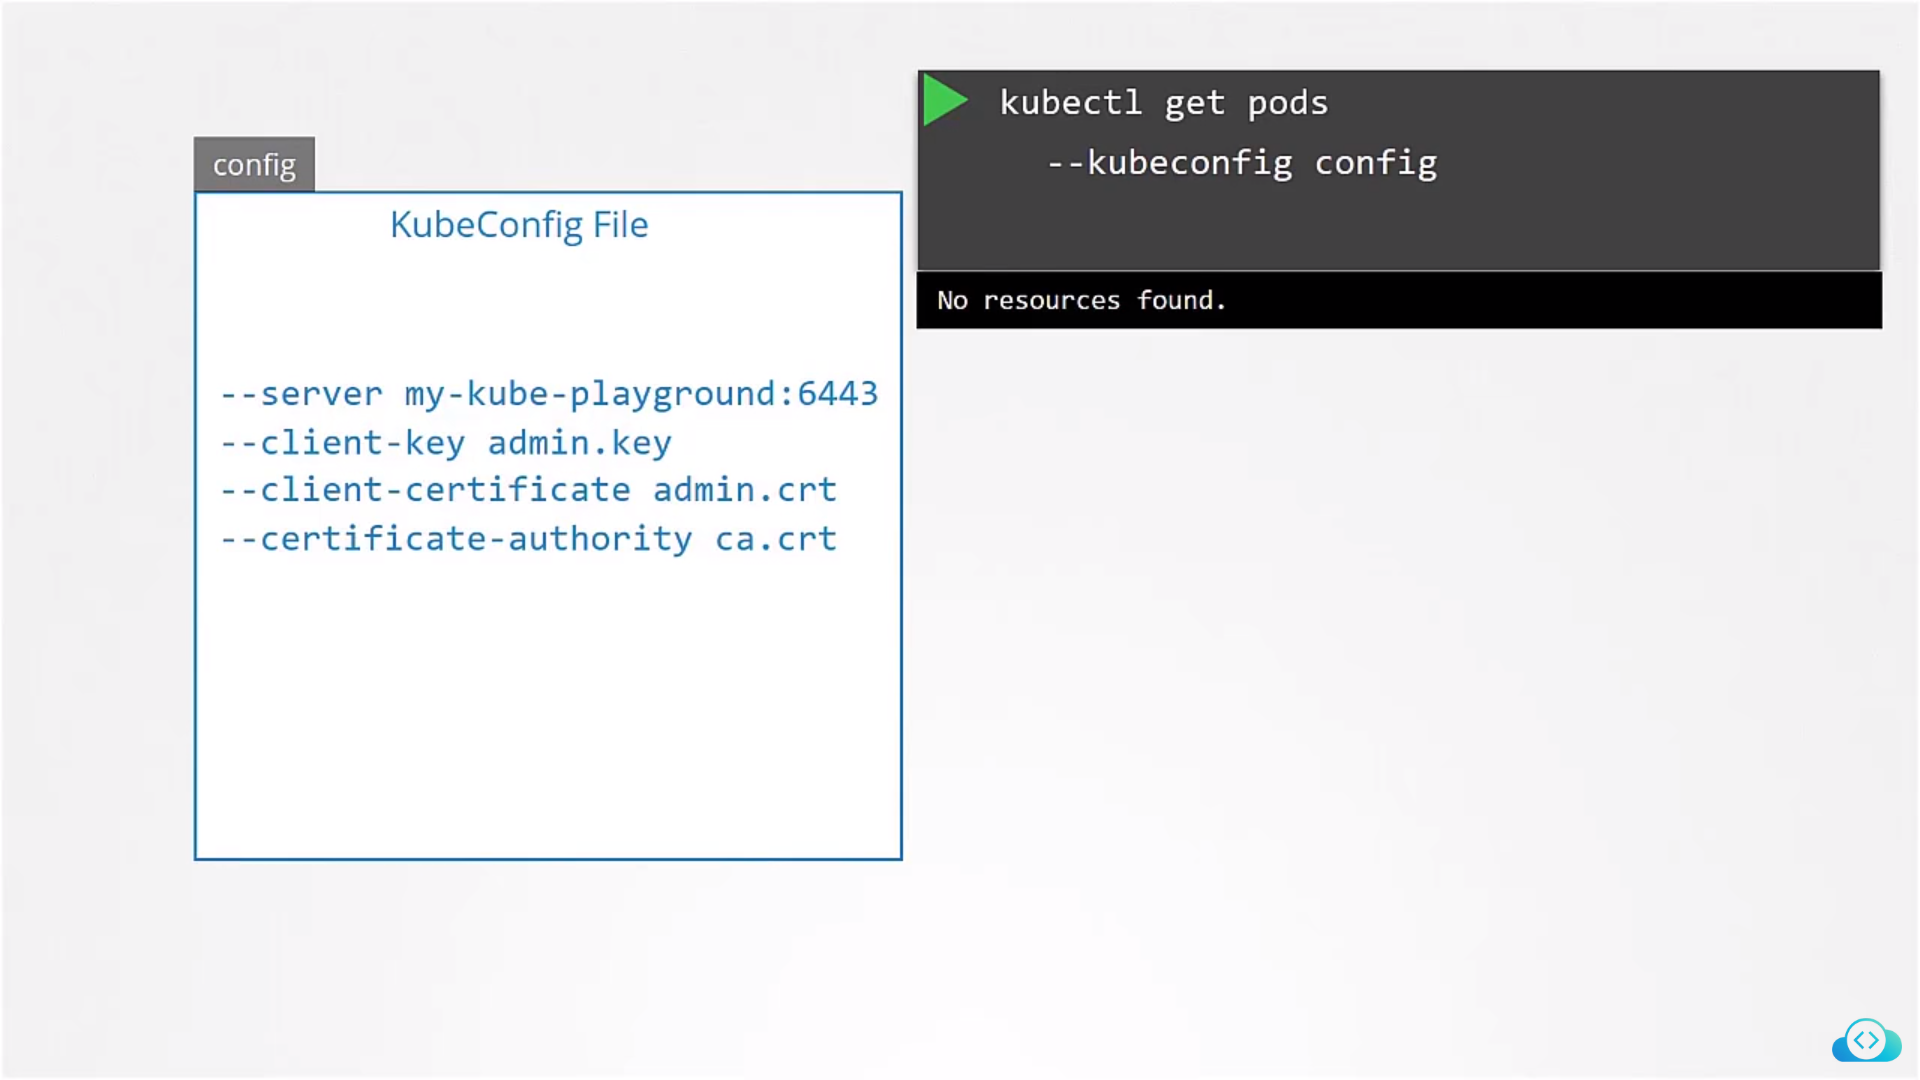 config
KubeConfig File
--server my-kube-playground:6443
--client-key admin.key
--client-certificate admin.crt
--certificate-authority ca.crt
kubectl get pods
--kubeconfig config
No resources found.